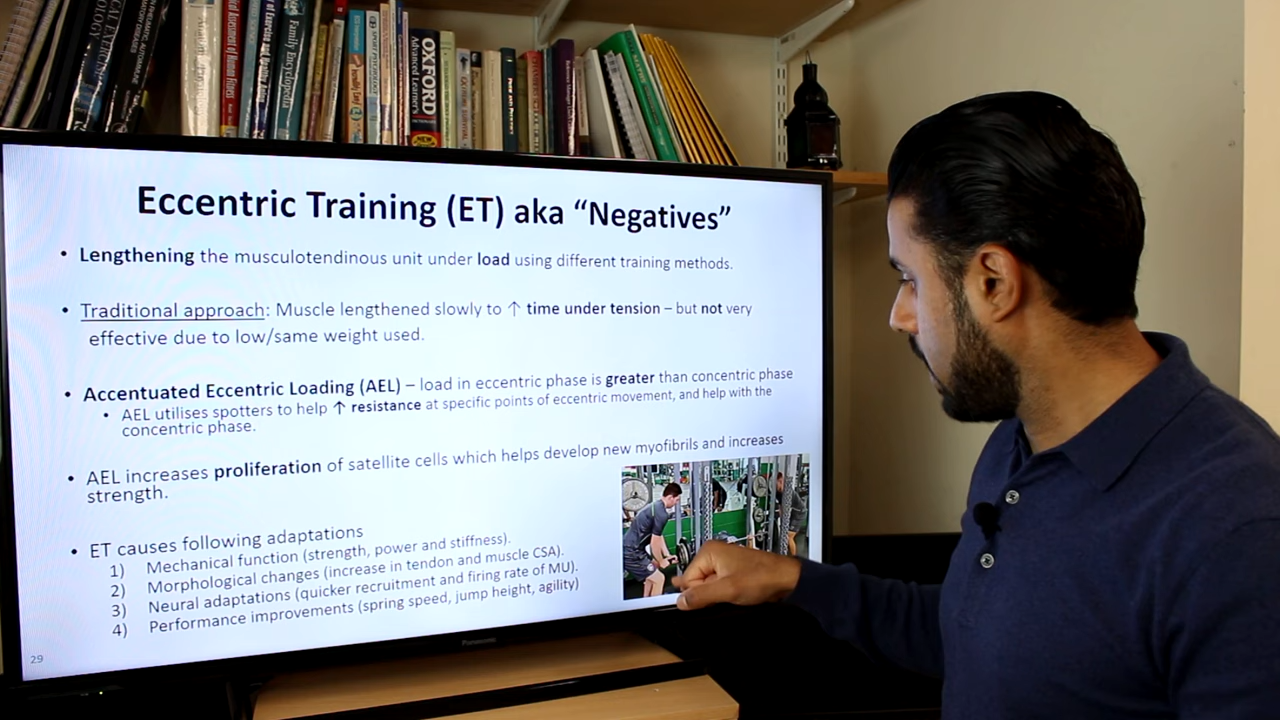 Family Encyclopedia
OXFORD
Advanced Learner's
DICTIONARY
NEW
Eccentric Training (ET) aka “Negatives”
• Lengthening the musculotendinous unit under load using different training methods.
• Traditional approach: Muscle lengthened slowly to ↑ time under tension – but not very
effective due to low/same weight used.
• Accentuated Eccentric Loading (AEL) – load in eccentric phase is greater than concentric phase
• AEL utilises spotters to help ↑ resistance at specific points of eccentric movement, and help with the
concentric phase.
• AEL increases proliferation of satellite cells which helps develop new myofibrils and increases
strength.
• ET causes following adaptations
1) Mechanical function (strength, power and stiffness).
2) Morphological changes (increase in tendon and muscle CSA).
3) Neural adaptations (quicker recruitment and firing rate of MU).
4) Performance improvements (spring speed, jump height, agility)
29
Panasonic